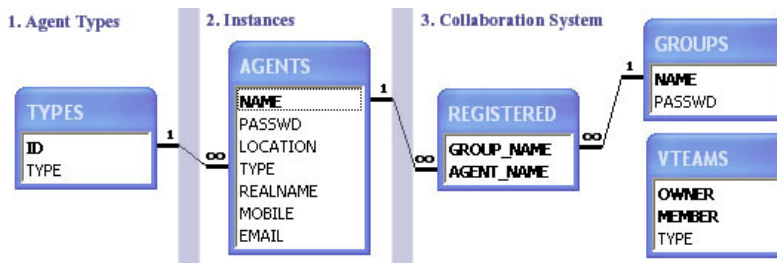 1. Agent Types
2. Instances
3. Collaboration System
TYPES
ID
TYPE
1
∞
AGENTS
NAME
PASSWD
LOCATION
TYPE
REALNAME
MOBILE
EMAIL
1
∞
REGISTERED
GROUP_NAME
AGENT_NAME
∞
1
GROUPS
NAME
PASSWD
VTEAMS
OWNER
MEMBER
TYPE